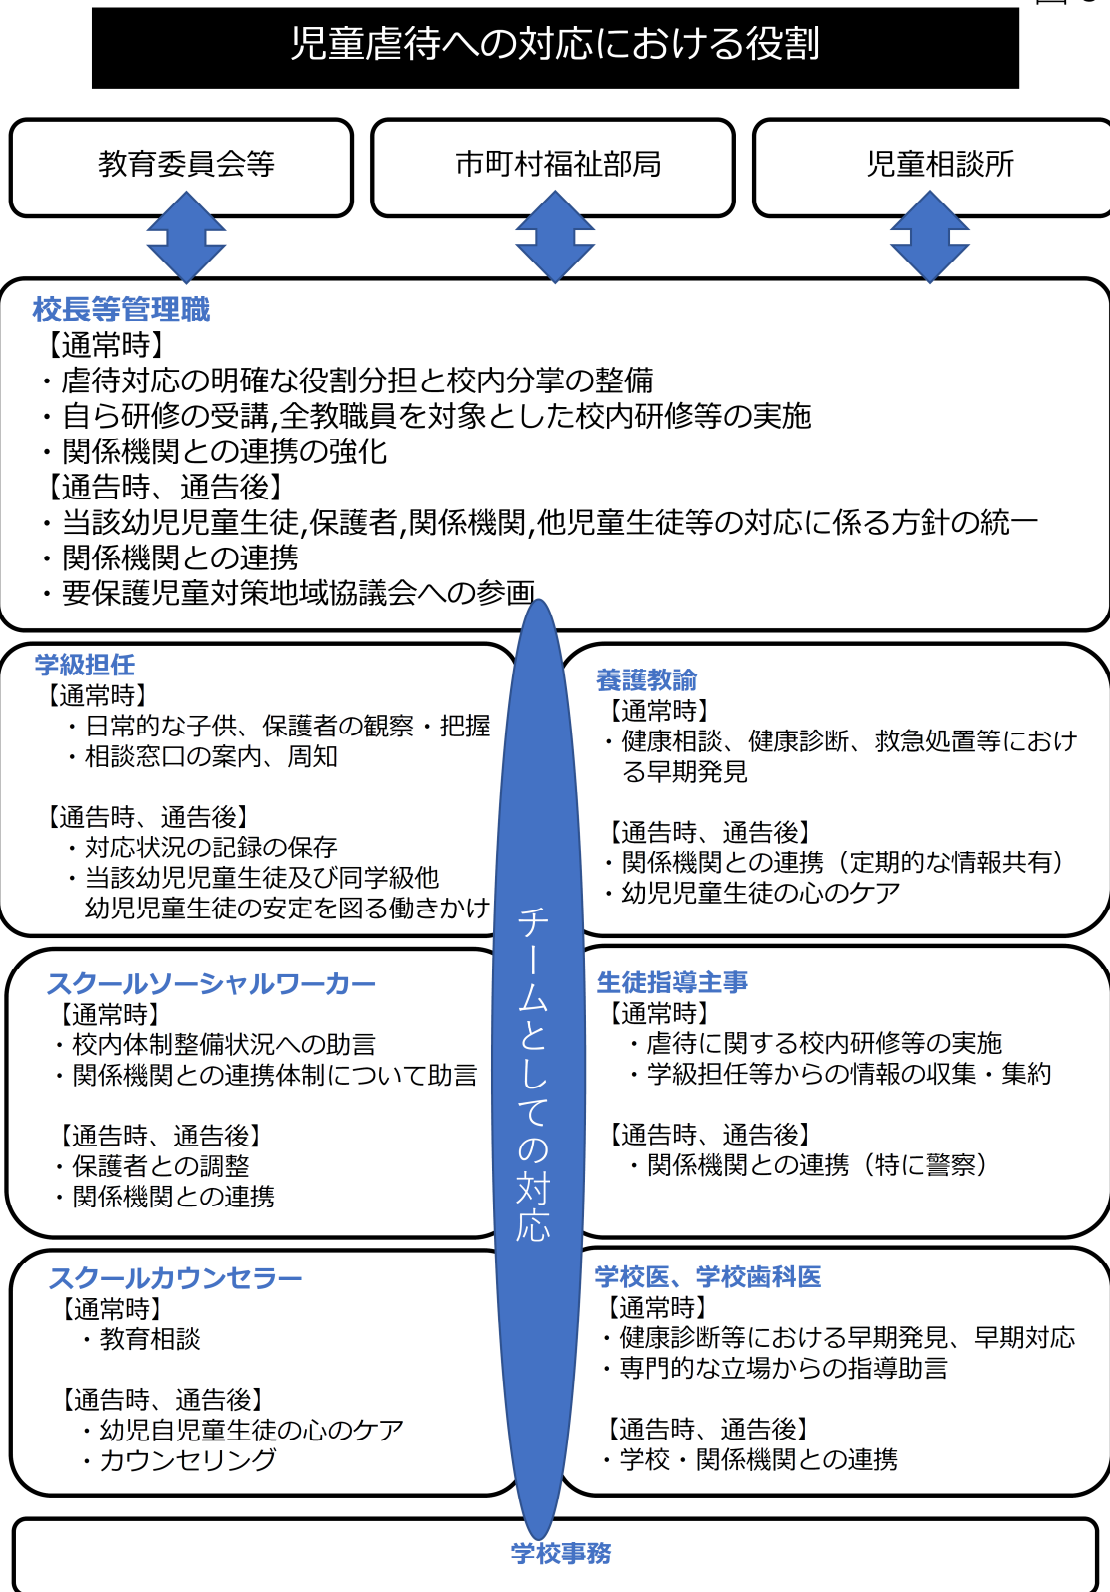 児童虐待への対応における役割
教育委員会等
市町村福祉部局
児童相談所
校長等管理職
【通常時】
・虐待対応の明確な役割分担と校内分掌の整備
・自ら研修の受講,全教職員を対象とした校内研修等の実施
・関係機関との連携の強化
【通告時、通告後】
・当該幼児児童生徒,保護者,関係機関,他児童生徒等の対応に係る方針の統一
・関係機関との連携
・要保護児童対策地域協議会への参画
学級担任
【通常時】
・日常的な子供、保護者の観察・把握
・相談窓口の案内、周知
【通告時、通告後】
・対応状況の記録の保存
・当該幼児児童生徒及び同学級他
幼児児童生徒の安定を図る働きかけ
養護教諭
【通常時】
・健康相談、健康診断、救急処置等におけ
る早期発見
【通告時、通告後】
・関係機関との連携（定期的な情報共有）
・幼児児童生徒の心のケア
チームとしての対応
スクールソーシャルワーカー
【通常時】
・校内体制整備状況への助言
・関係機関との連携体制について助言
【通告時、通告後】
・保護者との調整
・関係機関との連携
生徒指導主事
【通常時】
・虐待に関する校内研修等の実施
・学級担任等からの情報の収集・集約
【通告時、通告後】
・関係機関との連携（特に警察）
スクールカウンセラー
【通常時】
・教育相談
【通告時、通告後】
・幼児自児童生徒の心のケア
・カウンセリング
学校医、学校歯科医
【通常時】
・健康診断等における早期発見、早期対応
・専門的な立場からの指導助言
【通告時、通告後】
・学校・関係機関との連携
学校事務